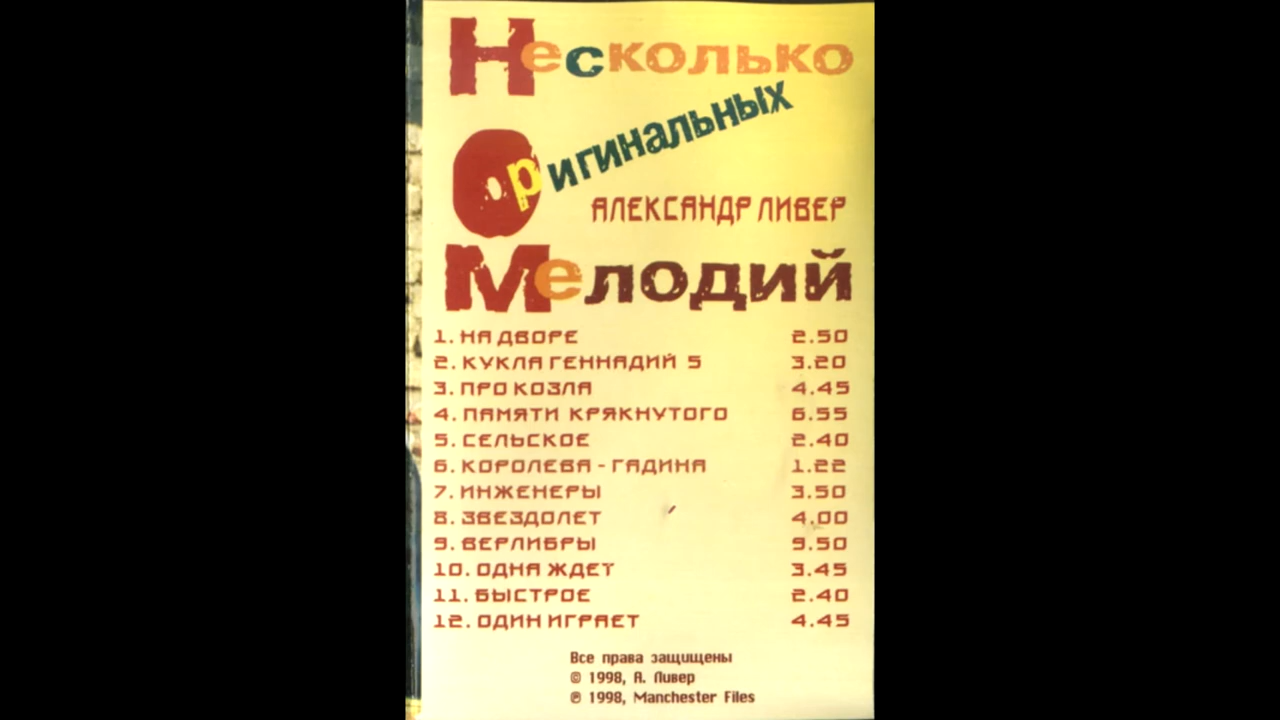 Несколько
Оригинальных
АЛЕКСАНДР ЛИВЕР
Мелодий
1. НА ДВОРЕ 2.50
2. КУКЛА ГЕННАДИЙ 5 3.20
3. ПРО КОЗЛА 4.45
4. ПАМЯТИ КРЯКНУТОГО 6.55
5. СЕЛЬСКОЕ 2.40
6. КОРОЛЕВА - ГАДИНА 1.22
7. ИНЖЕНЕРЫ 3.50
8. ЗВЕЗДОЛЕТ 4.00
9. ВЕРЛИБРЫ 9.50
10. ОДНА ЖДЕТ 3.45
11. БЫСТРОЕ 2.40
12. ОДИН ИГРАЕТ 4.45
Все права защищены
© 1998, А. Ливер
℗ 1998, Manchester Files